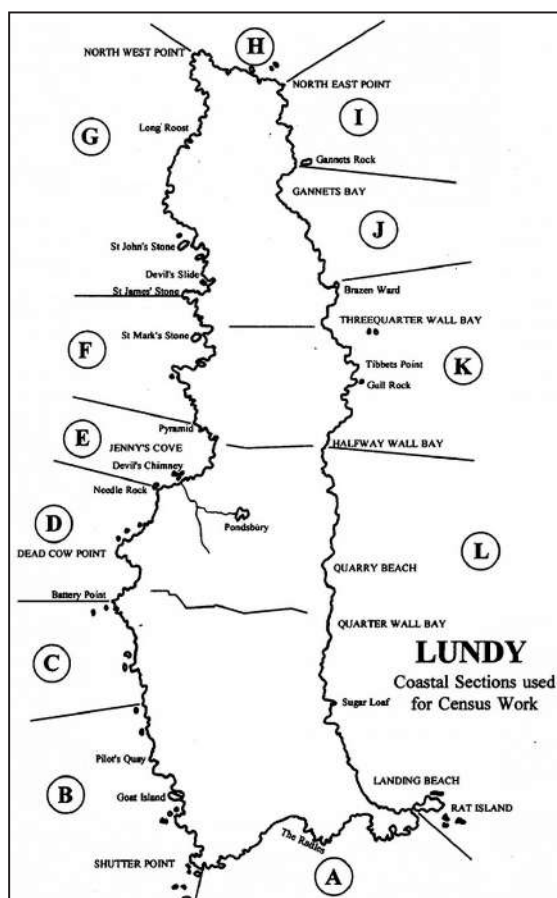 H
NORTH WEST POINT
NORTH EAST POINT
I
G
Long Roost
Gannets Rock
GANNETS BAY
J
St John's Stone
Devil's Slide
St James' Stone
Brazen Ward
THREEQUARTER WALL BAY
St Mark's Stone
F
Tibbets Point
K
Gull Rock
Pyramid
E
JENNY'S COVE
HALFWAY WALL BAY
Devil's Chimney
Needle Rock
D
Pondsbury
DEAD COW POINT
L
QUARRY BEACH
Battery Point
QUARTER WALL BAY
C
LUNDY
Coastal Sections used
for Census Work
Sugar Loaf
Pilot's Quay
B
LANDING BEACH
Goat Island
RAT ISLAND
The Rattles
SHUTTER POINT
A